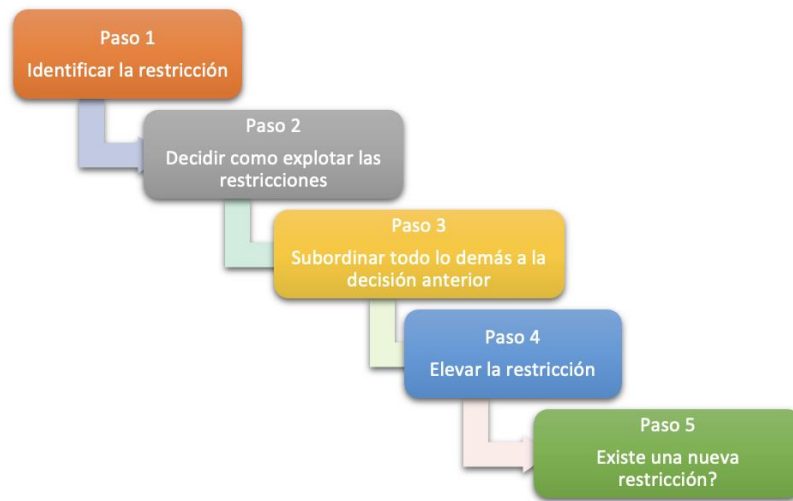 Paso 1
Identificar la restricción
Paso 2
Decidir como explotar las
restricciones
Paso 3
Subordinar todo lo demás a la
decisión anterior
Paso 4
Elevar la restricción
Paso 5
Existe una nueva
restricción?